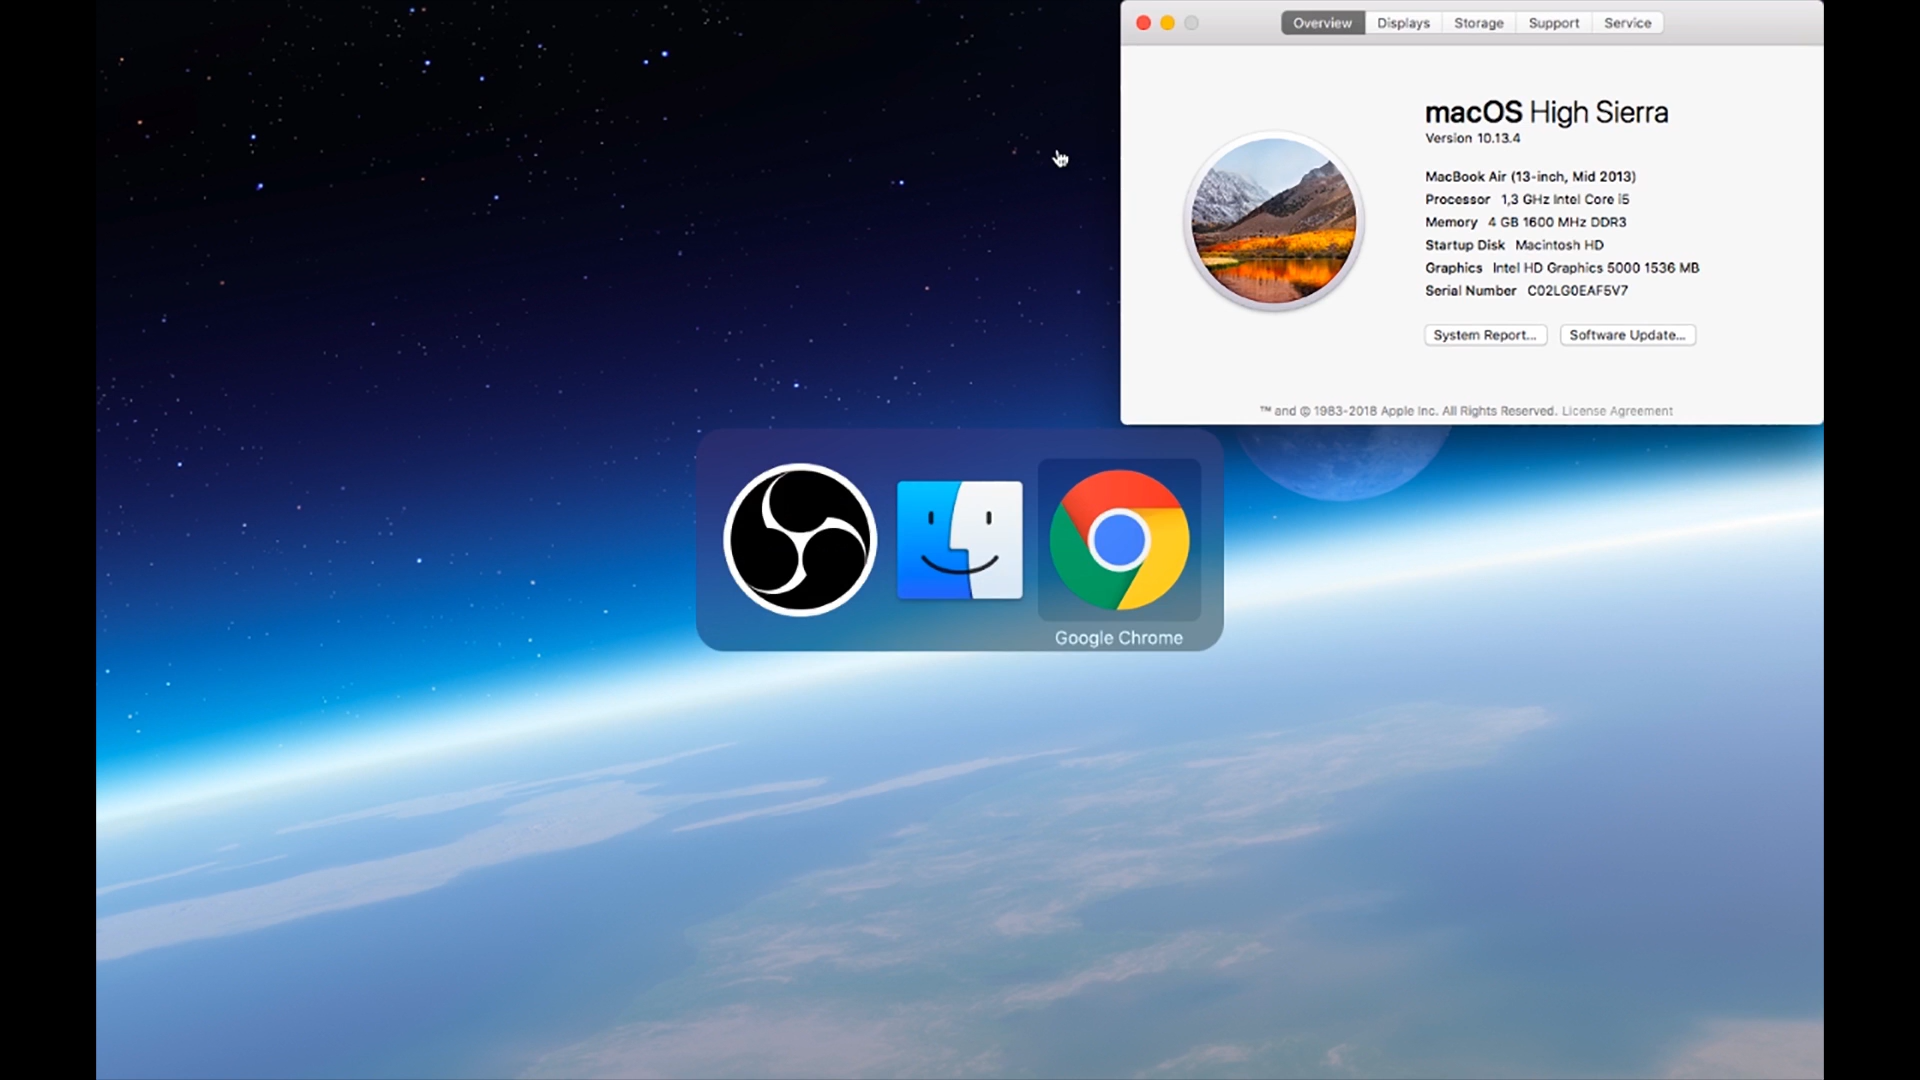 Overview Displays Storage Support Service
macOS High Sierra
Version 10.13.4
MacBook Air (13-inch, Mid 2013)
Processor 1,3 GHz Intel Core i5
Memory 4 GB 1600 MHz DDR3
Startup Disk Macintosh HD
Graphics Intel HD Graphics 5000 1536 MB
Serial Number C02LG0EAF5V7
System Report... Software Update...
™ and © 1983-2018 Apple Inc. All Rights Reserved. License Agreement
Google Chrome